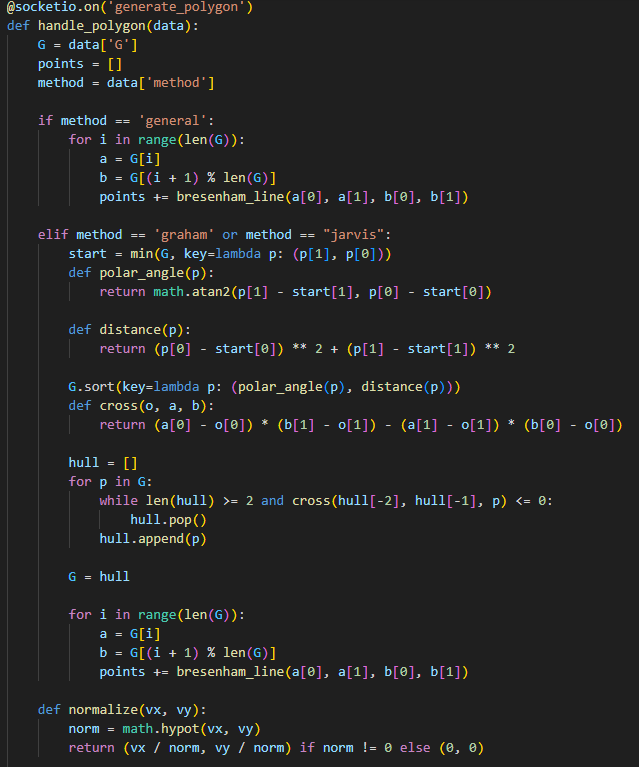 @socketio.on('generate_polygon')
def handle_polygon(data):
    G = data['G']
    points = []
    method = data['method']

    if method == 'general':
        for i in range(len(G)):
            a = G[i]
            b = G[(i + 1) % len(G)]
            points += bresenham_line(a[0], a[1], b[0], b[1])

    elif method == 'graham' or method == "jarvis":
        start = min(G, key=lambda p: (p[1], p[0]))
        def polar_angle(p):
            return math.atan2(p[1] - start[1], p[0] - start[0])

        def distance(p):
            return (p[0] - start[0]) ** 2 + (p[1] - start[1]) ** 2

        G.sort(key=lambda p: (polar_angle(p), distance(p)))
        def cross(o, a, b):
            return (a[0] - o[0]) * (b[1] - o[1]) - (a[1] - o[1]) * (b[0] - o[0])

        hull = []
        for p in G:
            while len(hull) >= 2 and cross(hull[-2], hull[-1], p) <= 0:
                hull.pop()
            hull.append(p)

        G = hull

        for i in range(len(G)):
            a = G[i]
            b = G[(i + 1) % len(G)]
            points += bresenham_line(a[0], a[1], b[0], b[1])

    def normalize(vx, vy):
        norm = math.hypot(vx, vy)
        return (vx / norm, vy / norm) if norm != 0 else (0, 0)